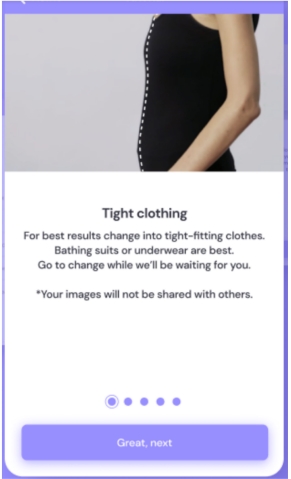 Tight clothing
For best results change into tight-fitting clothes.
Bathing suits or underwear are best.
Go to change while we'll be waiting for you.
*Your images will not be shared with others.
Great, next